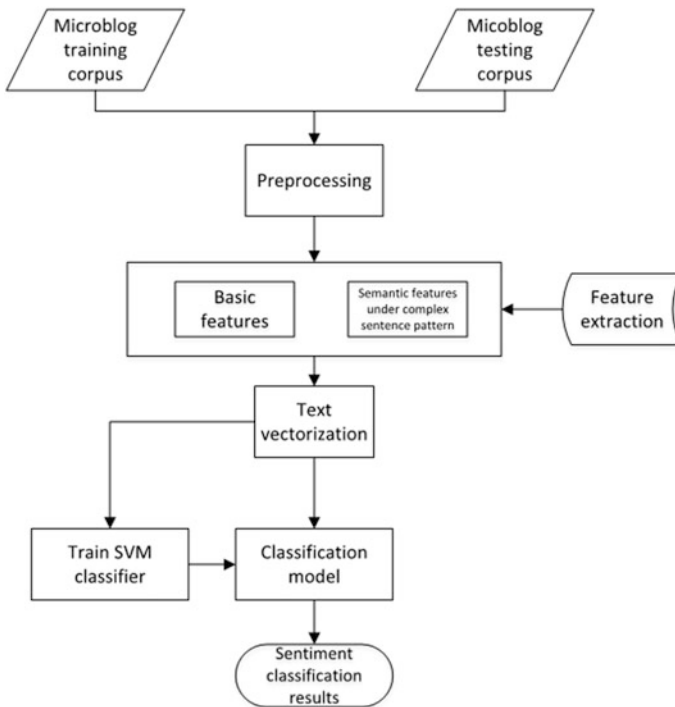 Microblog
training
corpus
Micoblog
testing
corpus
Preprocessing
Basic
features
Semantic features
under complex
sentence pattern
Feature
extraction
Text
vectorization
Train SVM
classifier
Classification
model
Sentiment
classification
results